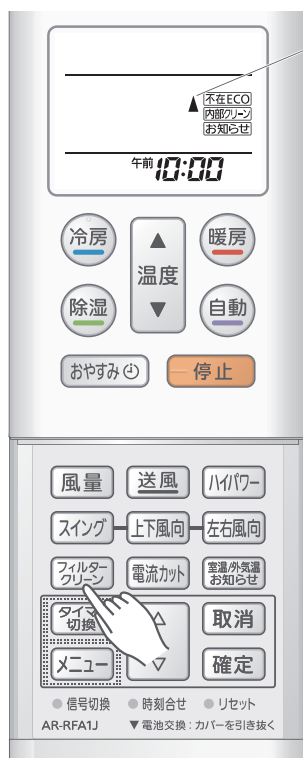 不在ECO
内部クリーン
お知らせ
午前10:00
冷房
暖房
温度
除湿
自動
おやすみ
停止
風量
送風
ハイパワー
スイング
上下風向
左右風向
フィルター
クリーン
電流カット
室温/外気温
お知らせ
タイマ
切換
取消
メニュー
確定
信号切換
時刻合せ
リセット
AR-RFA1J
▼電池交換：カバーを引き抜く